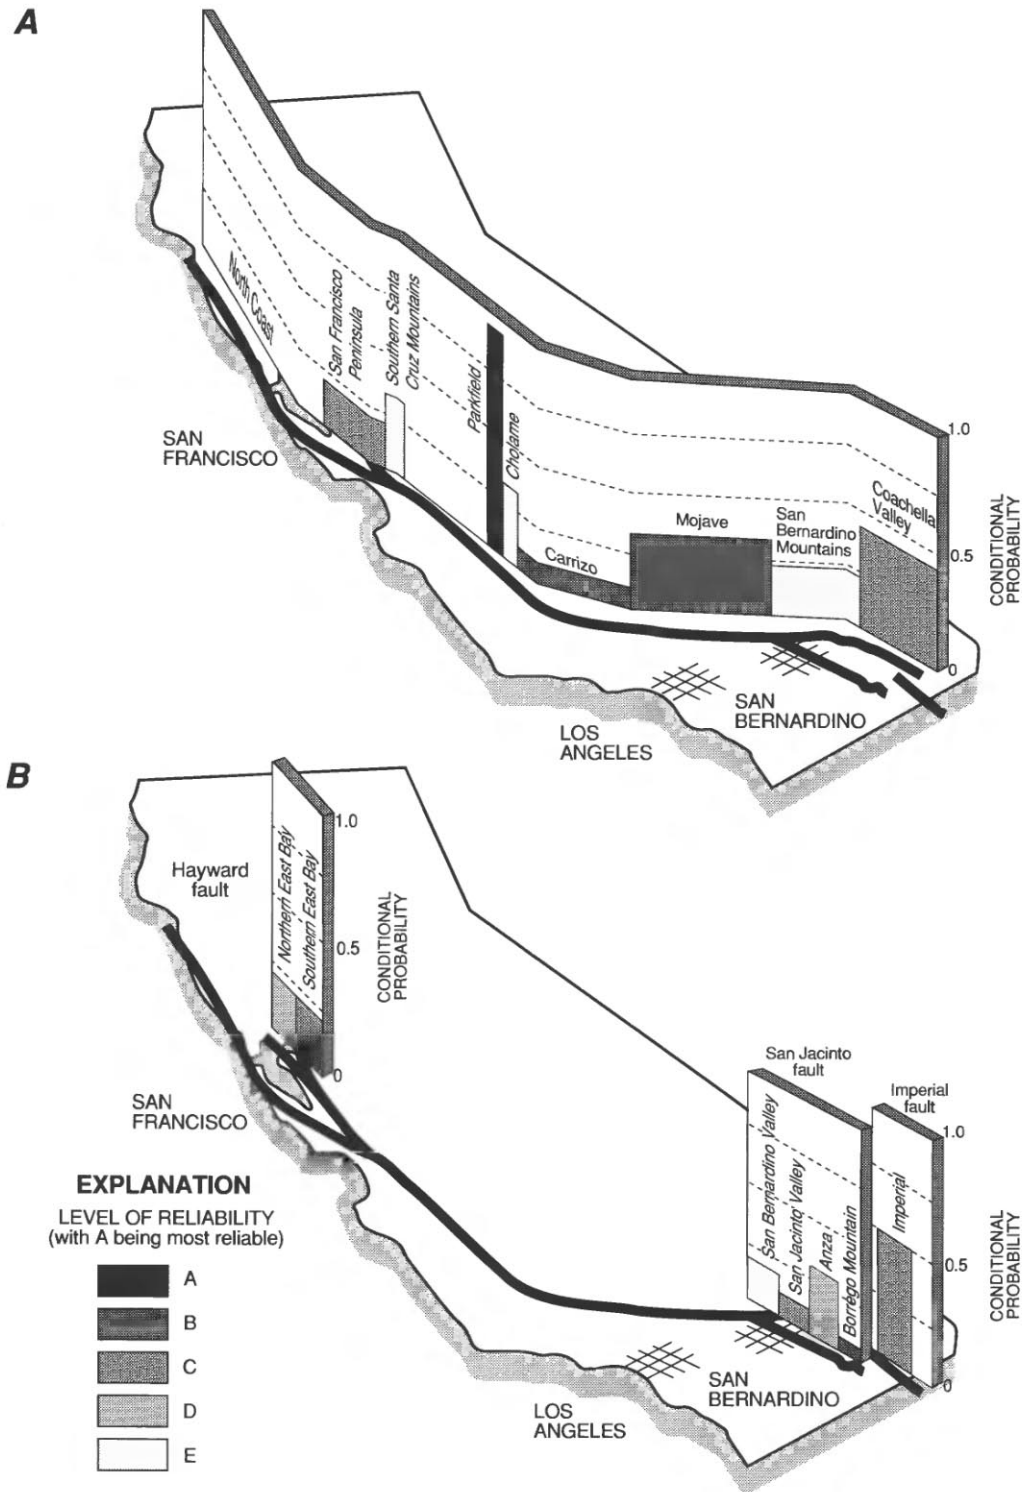 A
North Coast
San Francisco
Peninsula
Southern Santa
Cruz Mountains
Parkfield
Cholame
Carrizo
Mojave
San
Bernardino
Mountains
Coachella
Valley
1.0
0.5
0
CONDITIONAL
PROBABILITY
SAN
FRANCISCO
LOS
ANGELES
SAN
BERNARDINO
B
Hayward
fault
Northern East Bay
Southern East Bay
1.0
0.5
0
CONDITIONAL
PROBABILITY
SAN
FRANCISCO
San Jacinto
fault
San Bernardino Valley
San Jacinto Valley
Anza
Borrego Mountain
Imperial
fault
Imperial
1.0
0.5
0
CONDITIONAL
PROBABILITY
SAN
BERNARDINO
LOS
ANGELES
EXPLANATION
LEVEL OF RELIABILITY
(with A being most reliable)
A
B
C
D
E